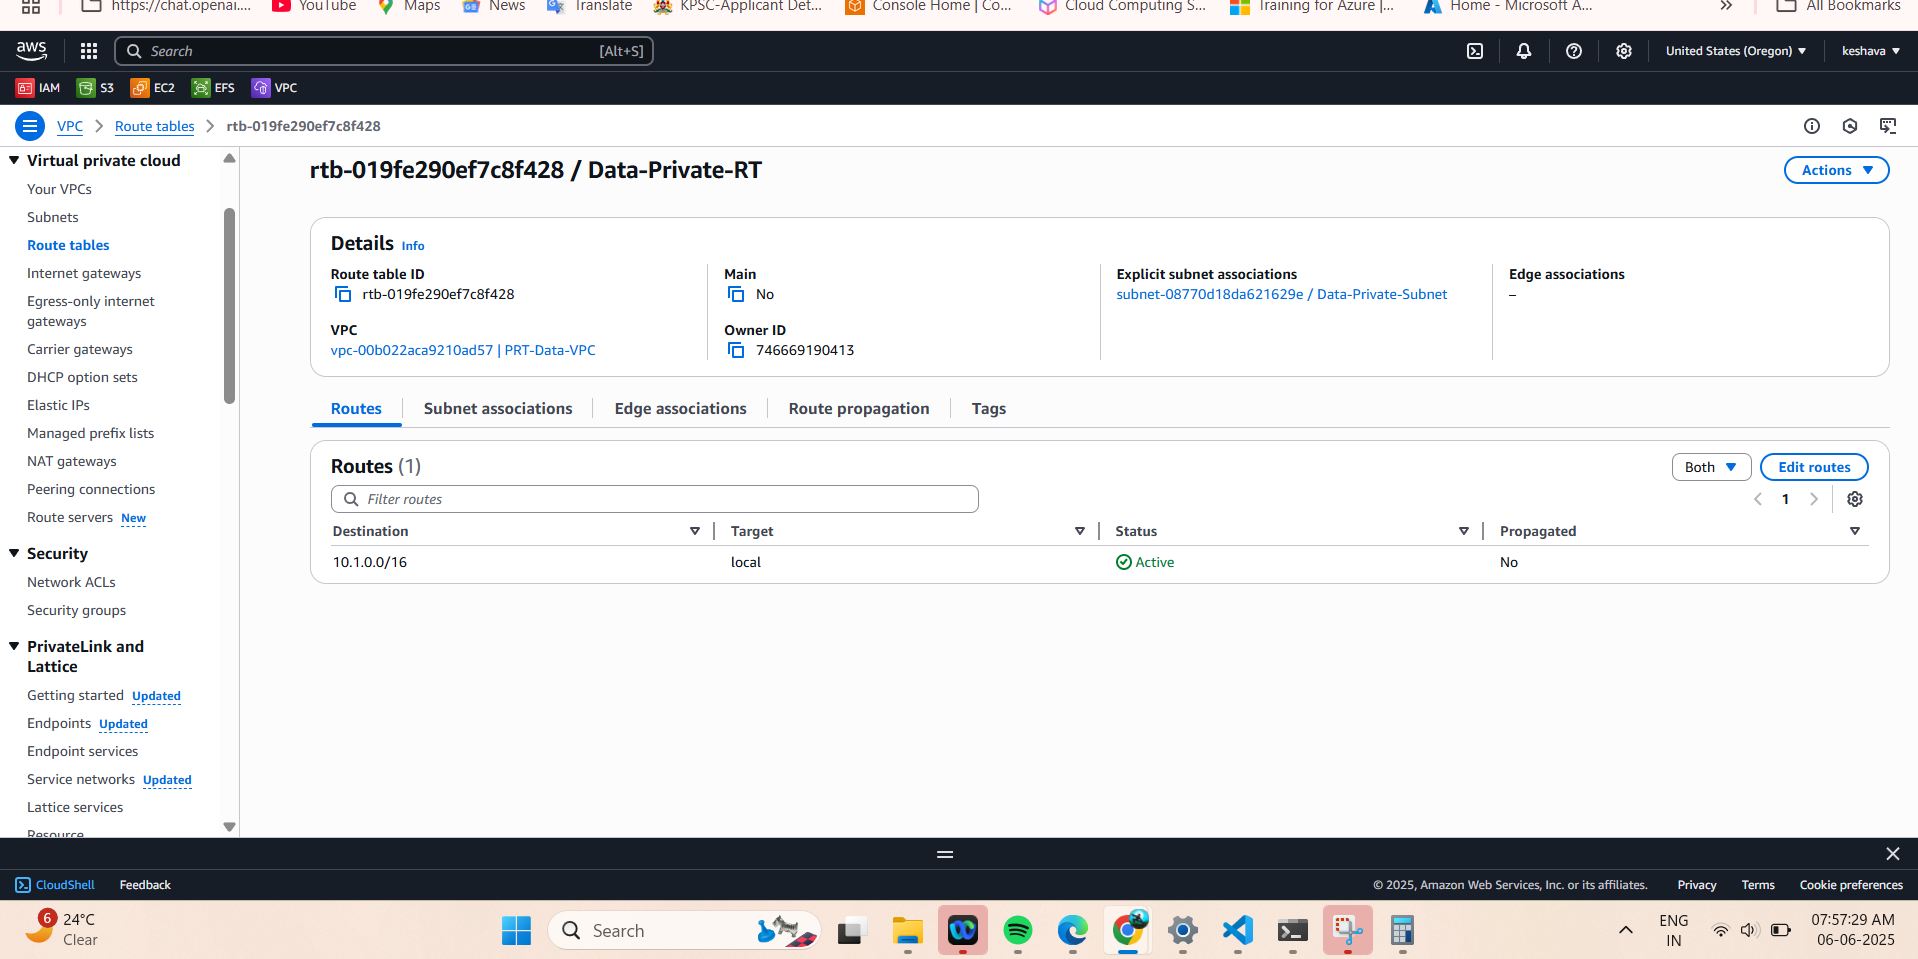 https://chat.openai.... YouTube Maps News Translate KPSC-Applicant Det... Console Home | Co... Cloud Computing S... Training for Azure |... Home - Microsoft A... » All Bookmarks
aws Search [Alt+S] United States (Oregon) keshava
IAM S3 EC2 EFS VPC
VPC > Route tables > rtb-019fe290ef7c8f428
Virtual private cloud
Your VPCs
Subnets
Route tables
Internet gateways
Egress-only internet
gateways
Carrier gateways
DHCP option sets
Elastic IPs
Managed prefix lists
NAT gateways
Peering connections
Route servers New
Security
Network ACLs
Security groups
PrivateLink and
Lattice
Getting started Updated
Endpoints Updated
Endpoint services
Service networks Updated
Lattice services
Resource
rtb-019fe290ef7c8f428 / Data-Private-RT
Actions
Details Info
Route table ID
rtb-019fe290ef7c8f428
VPC
vpc-00b022aca9210ad57 | PRT-Data-VPC
Main
No
Owner ID
746669190413
Explicit subnet associations
subnet-08770d18da621629e / Data-Private-Subnet
Edge associations
–
Routes Subnet associations Edge associations Route propagation Tags
Routes (1)
Both Edit routes
Filter routes
1
Destination Target Status Propagated
10.1.0.0/16 local Active No
CloudShell Feedback © 2025, Amazon Web Services, Inc. or its affiliates. Privacy Terms Cookie preferences
6 24°C
Clear
Search
ENG
IN
07:57:29 AM
06-06-2025